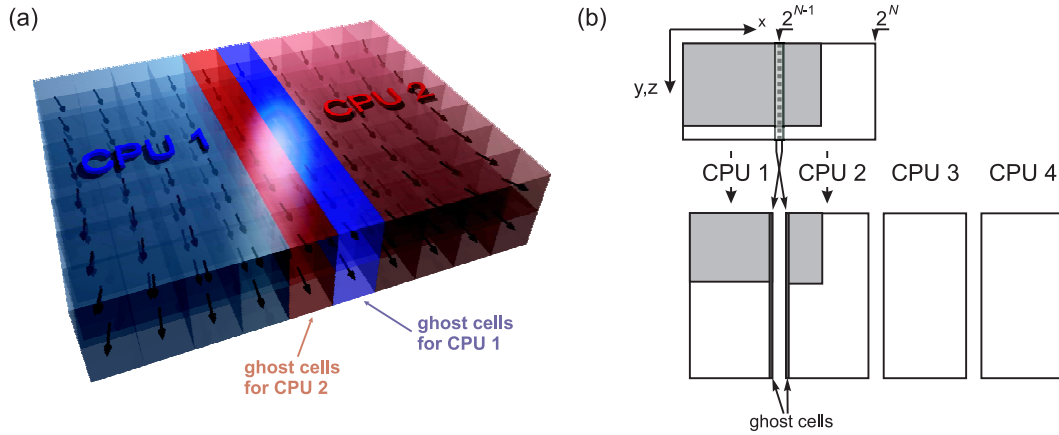 (a)
CPU 1
CPU 2
ghost cells
for CPU 1
ghost cells
for CPU 2
(b)
x
2^{N-1}
2^N
y,z
CPU 1
CPU 2
CPU 3
CPU 4
ghost cells